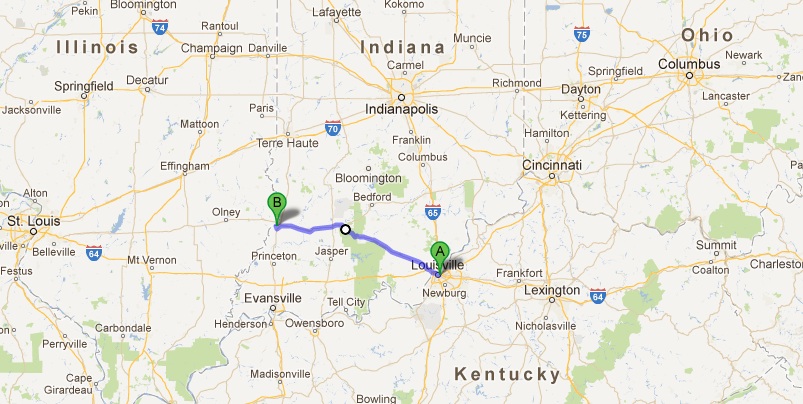 Pekin
Bloomington
Lafayette
Kokomo
74
Rantoul
Illinois
Champaign
Danville
Indiana
Muncie
75
Ohio
Newark
Carmel
Columbus
Springfield
Decatur
Richmond
Springfield
Dayton
Zan
Jacksonville
Paris
Indianapolis
Kettering
Lancaster
Mattoon
70
Terre Haute
Franklin
Hamilton
Effingham
Columbus
Cincinnati
Pa
Bloomington
Alton
Bedford
B
Olney
65
St. Louis
Belleville
64
Mt Vernon
Princeton
Jasper
A
Louisville
Summit
Festus
Frankfort
Coalton
Charlesto
Newburg
Lexington
64
Evansville
Tell City
Henderson
Owensboro
Nicholasville
Carbondale
Perryville
Cape
Girardeau
Madisonville
Kentucky
Bowling